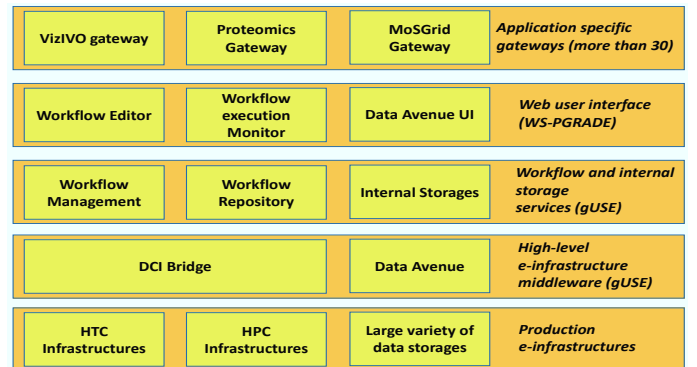 VizIVO gateway
Proteomics
Gateway
MoSGrid
Gateway
Application specific
gateways (more than 30)
Workflow Editor
Workflow
execution
Monitor
Data Avenue UI
Web user interface
(WS-PGRADE)
Workflow
Management
Workflow
Repository
Internal Storages
Workflow and internal
storage
services (gUSE)
DCI Bridge
Data Avenue
High-level
e-infrastructure
middleware (gUSE)
HTC
Infrastructures
HPC
Infrastructures
Large variety of
data storages
Production
e-infrastructures